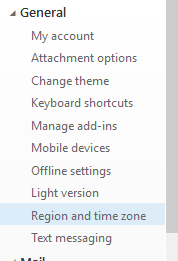 General
My account
Attachment options
Change theme
Keyboard shortcuts
Manage add-ins
Mobile devices
Offline settings
Light version
Region and time zone
Text messaging
Mail